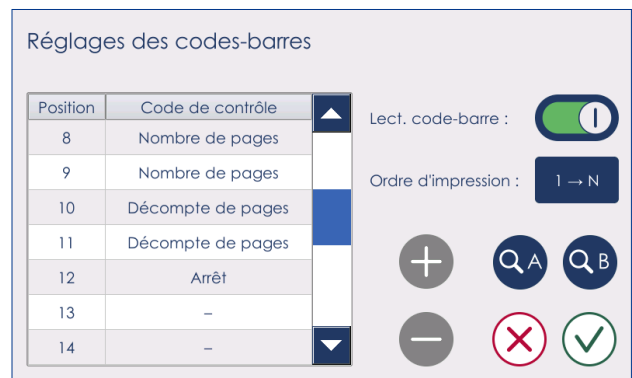 Réglages des codes-barres
Position Code de contrôle
8 Nombre de pages
9 Nombre de pages
10 Décompte de pages
11 Décompte de pages
12 Arrêt
13 –
14 –
Lect. code-barre :
Ordre d'impression : 1 → N
A B